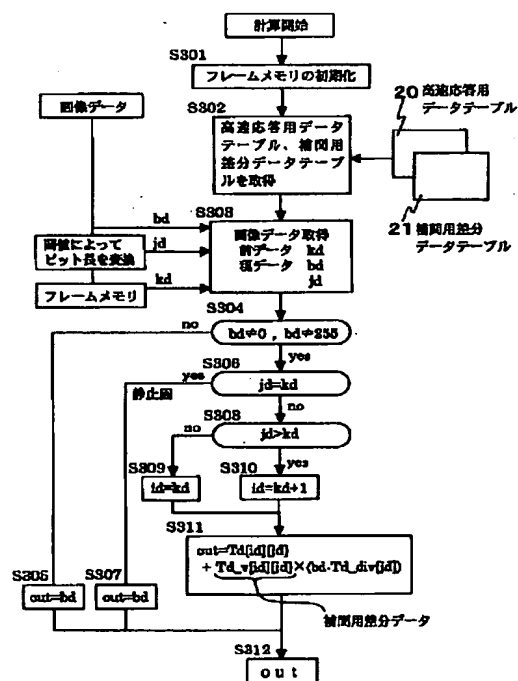 計算開始
S301
フレームメモリの初期化
S302
高速応答用データ
テーブル、補間用
差分データテーブ
ルを取得
20 高速応答用
データテーブル
21 補間用差分
データテーブル
画像データ
bd
S303
画像データ取得
前データ kd
現データ bd
jd
画値によって
ビット長を変換
jd
フレームメモリ
kd
S304
bd≠0 , bd≠255
no
yes
S306
jd=kd
yes
静止画
no
S308
jd>kd
no
yes
S309
id=kd
S310
id=kd+1
S311
out=Td[id][jd]
+ Td_v[id][jd]×(bd-Td_div[jd])
補間用差分データ
S305
out=bd
S307
out=bd
S312
out